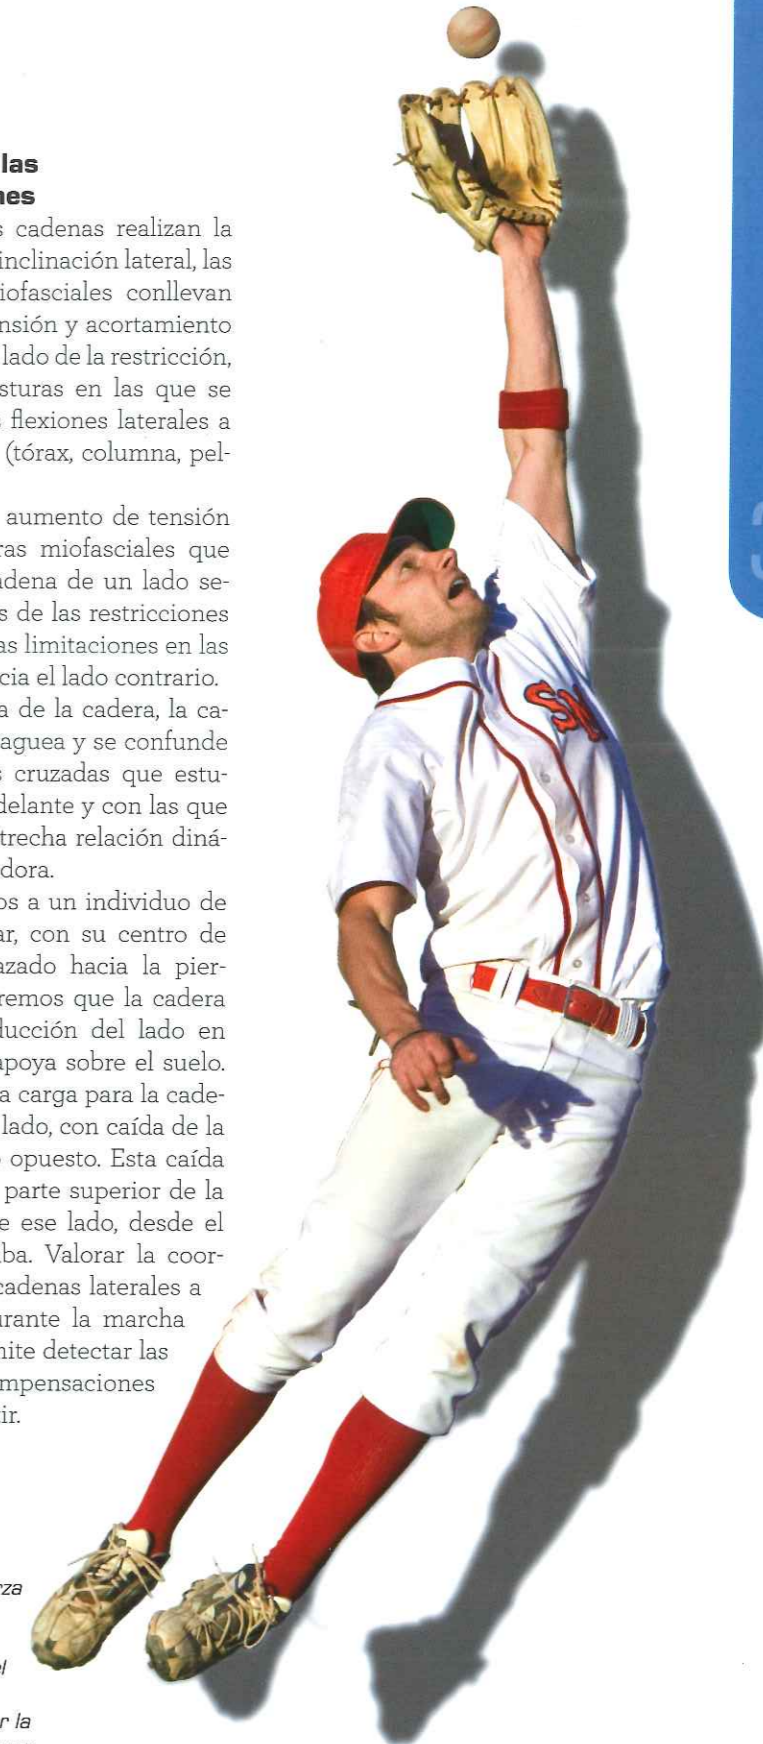 las
nes
s cadenas realizan la
inclinación lateral, las
iofasciales conllevan
nsión y acortamiento
lado de la restricción,
sturas en las que se
s flexiones laterales a
(tórax, columna, pel-
aumento de tensión
ras miofasciales que
adena de un lado se-
s de las restricciones
as limitaciones en las
cia el lado contrario.
a de la cadera, la ca-
aguea y se confunde
s cruzadas que estu-
delante y con las que
trecha relación diná-
dora.
os a un individuo de
ar, con su centro de
azado hacia la pier-
remos que la cadera
ducción del lado en
apoya sobre el suelo.
a carga para la cade-
lado, con caída de la
o opuesto. Esta caída
parte superior de la
e ese lado, desde el
ba. Valorar la coor-
cadenas laterales a
urante la marcha
mite detectar las
mpensaciones
tir.
rza
el
r la